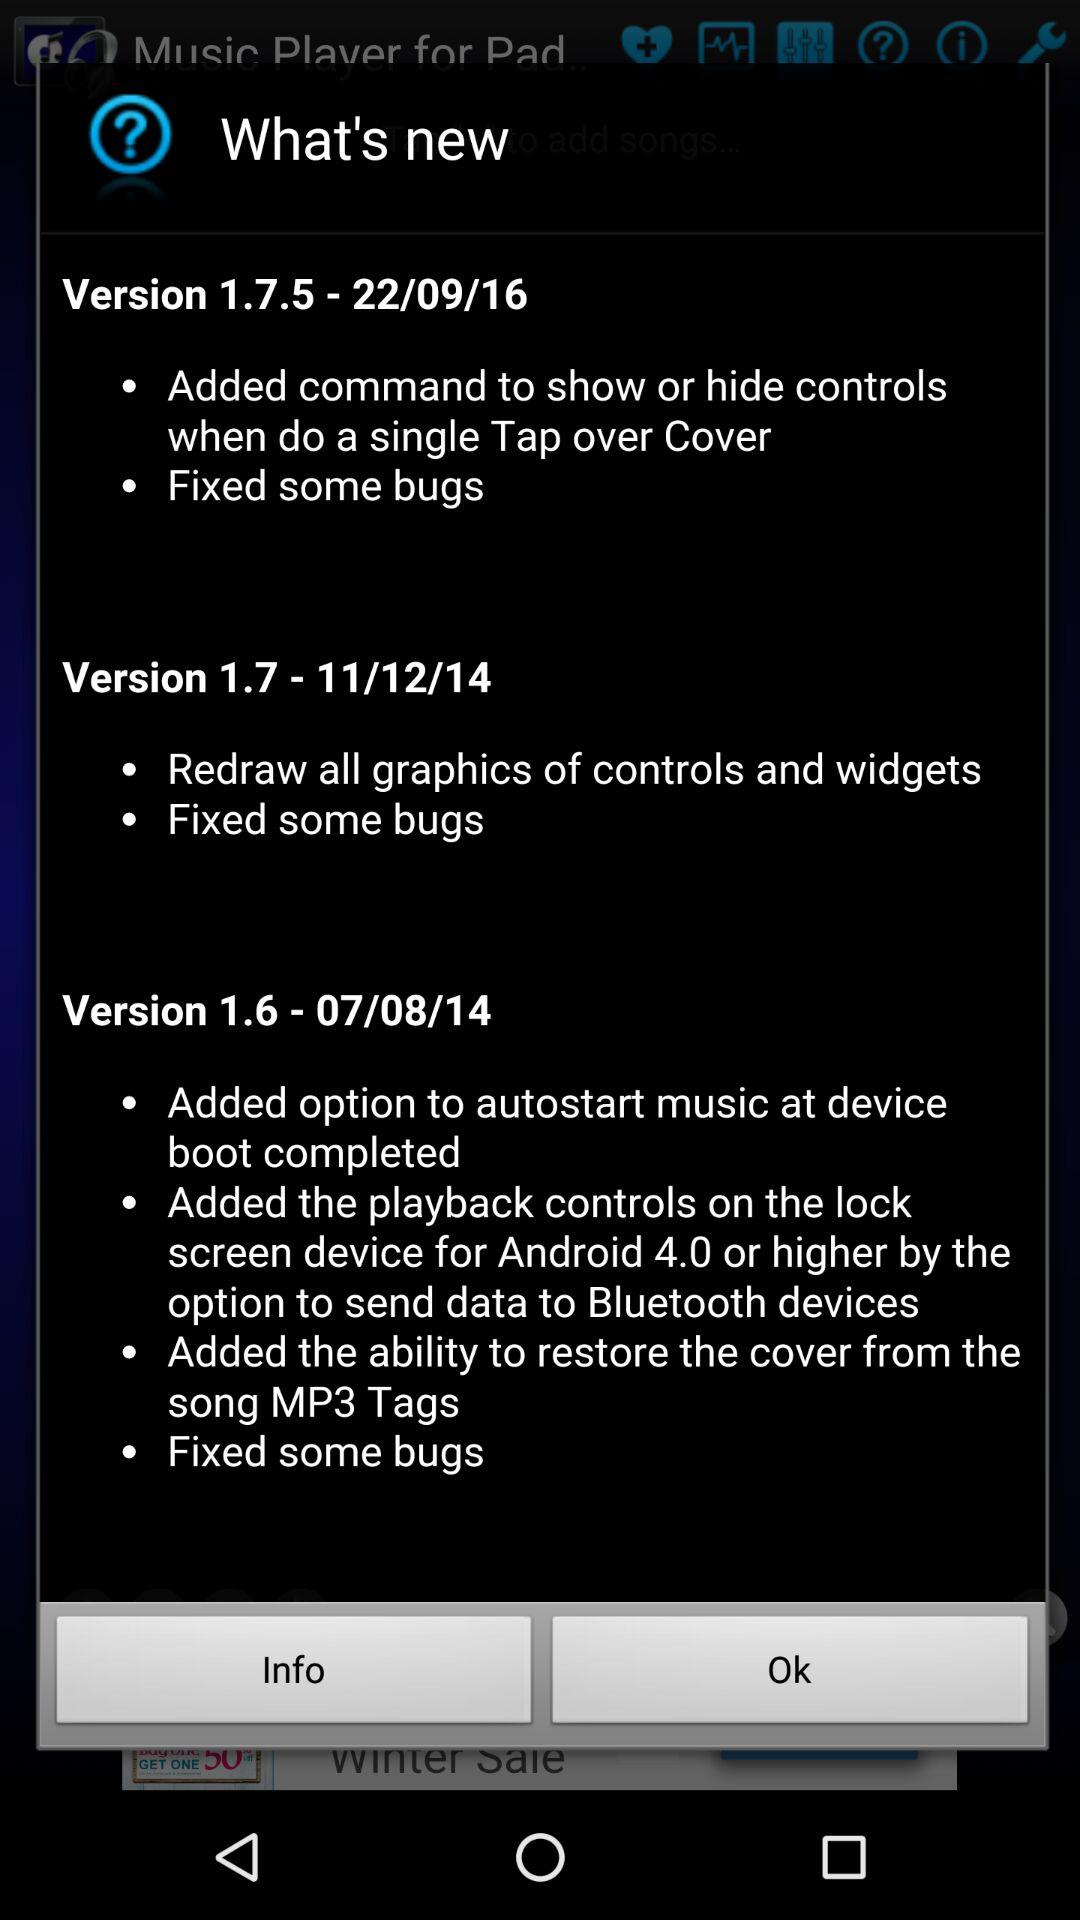 Music Player for Pad..
What's new
to add songs...
Version 1.7.5 - 22/09/16
• Added command to show or hide controls
when do a single Tap over Cover
• Fixed some bugs
Version 1.7 - 11/12/14
• Redraw all graphics of controls and widgets
• Fixed some bugs
Version 1.6 - 07/08/14
• Added option to autostart music at device
boot completed
• Added the playback controls on the lock
screen device for Android 4.0 or higher by the
option to send data to Bluetooth devices
• Added the ability to restore the cover from the
song MP3 Tags
• Fixed some bugs
Info
Ok
GET ONE 50
Winter Sale